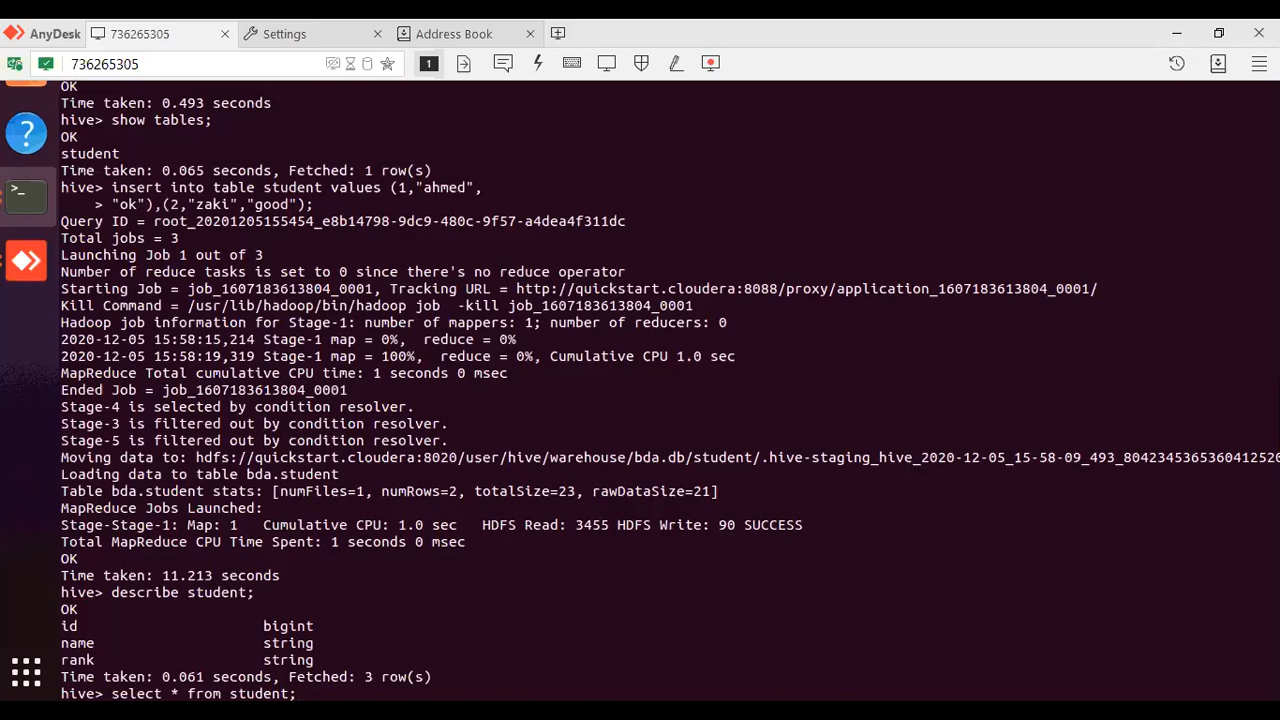 AnyDesk
736265305
Settings
Address Book
736265305
1
OK
Time taken: 0.493 seconds
hive> show tables;
OK
student
Time taken: 0.065 seconds, Fetched: 1 row(s)
hive> insert into table student values (1,"ahmed",
    > "ok"),(2,"zaki","good");
Query ID = root_20201205155454_e8b14798-9dc9-480c-9f57-a4dea4f311dc
Total jobs = 3
Launching Job 1 out of 3
Number of reduce tasks is set to 0 since there's no reduce operator
Starting Job = job_1607183613804_0001, Tracking URL = http://quickstart.cloudera:8088/proxy/application_1607183613804_0001/
Kill Command = /usr/lib/hadoop/bin/hadoop job  -kill job_1607183613804_0001
Hadoop job information for Stage-1: number of mappers: 1; number of reducers: 0
2020-12-05 15:58:15,214 Stage-1 map = 0%,  reduce = 0%
2020-12-05 15:58:19,319 Stage-1 map = 100%,  reduce = 0%, Cumulative CPU 1.0 sec
MapReduce Total cumulative CPU time: 1 seconds 0 msec
Ended Job = job_1607183613804_0001
Stage-4 is selected by condition resolver.
Stage-3 is filtered out by condition resolver.
Stage-5 is filtered out by condition resolver.
Moving data to: hdfs://quickstart.cloudera:8020/user/hive/warehouse/bda.db/student/.hive-staging_hive_2020-12-05_15-58-09_493_8042345365360412520
Loading data to table bda.student
Table bda.student stats: [numFiles=1, numRows=2, totalSize=23, rawDataSize=21]
MapReduce Jobs Launched:
Stage-Stage-1: Map: 1   Cumulative CPU: 1.0 sec   HDFS Read: 3455 HDFS Write: 90 SUCCESS
Total MapReduce CPU Time Spent: 1 seconds 0 msec
OK
Time taken: 11.213 seconds
hive> describe student;
OK
id                      bigint
name                    string
rank                    string
Time taken: 0.061 seconds, Fetched: 3 row(s)
hive> select * from student;